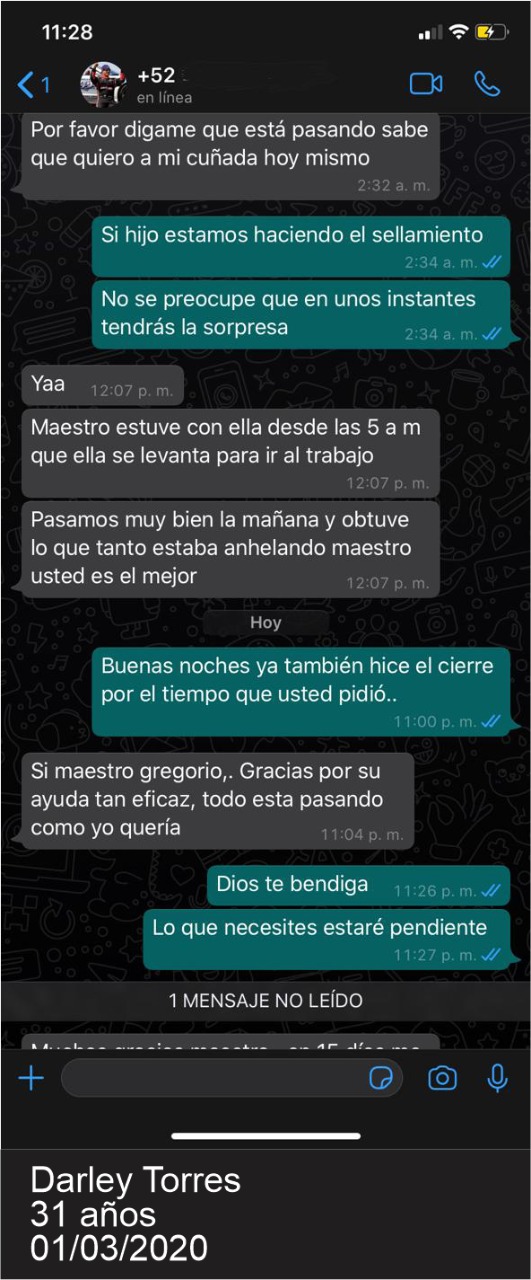 11:28
1
+52
en línea
Por favor digame que está pasando sabe
que quiero a mi cuñada hoy mismo
2:32 a. m.
Si hijo estamos haciendo el sellamiento
2:34 a. m.
No se preocupe que en unos instantes
tendrás la sorpresa
2:34 a. m.
Yaa
12:07 p. m.
Maestro estuve con ella desde las 5 a m
que ella se levanta para ir al trabajo
12:07 p. m.
Pasamos muy bien la mañana y obtuve
lo que tanto estaba anhelando maestro
usted es el mejor
12:07 p. m.
Hoy
Buenas noches ya también hice el cierre
por el tiempo que usted pidió..
11:00 p. m.
Si maestro gregorio,. Gracias por su
ayuda tan eficaz, todo esta pasando
como yo quería
11:04 p. m.
Dios te bendiga
11:26 p. m.
Lo que necesites estaré pendiente
11:27 p. m.
1 MENSAJE NO LEÍDO
Darley Torres
31 años
01/03/2020